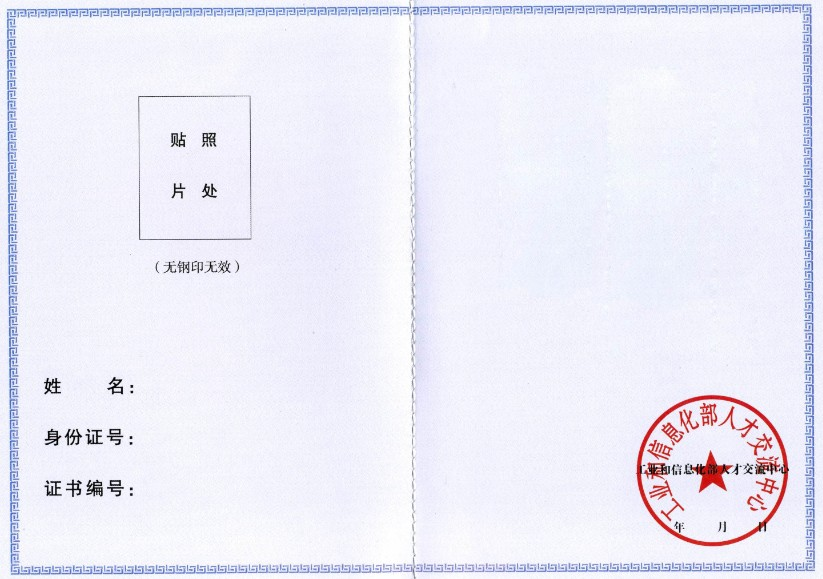 贴 照
片 处
（无钢印无效）
姓 名：
身份证号：
证书编号：
工业和信息化部人才交流中心
工业和信息化部人才交流中心
年 月 日